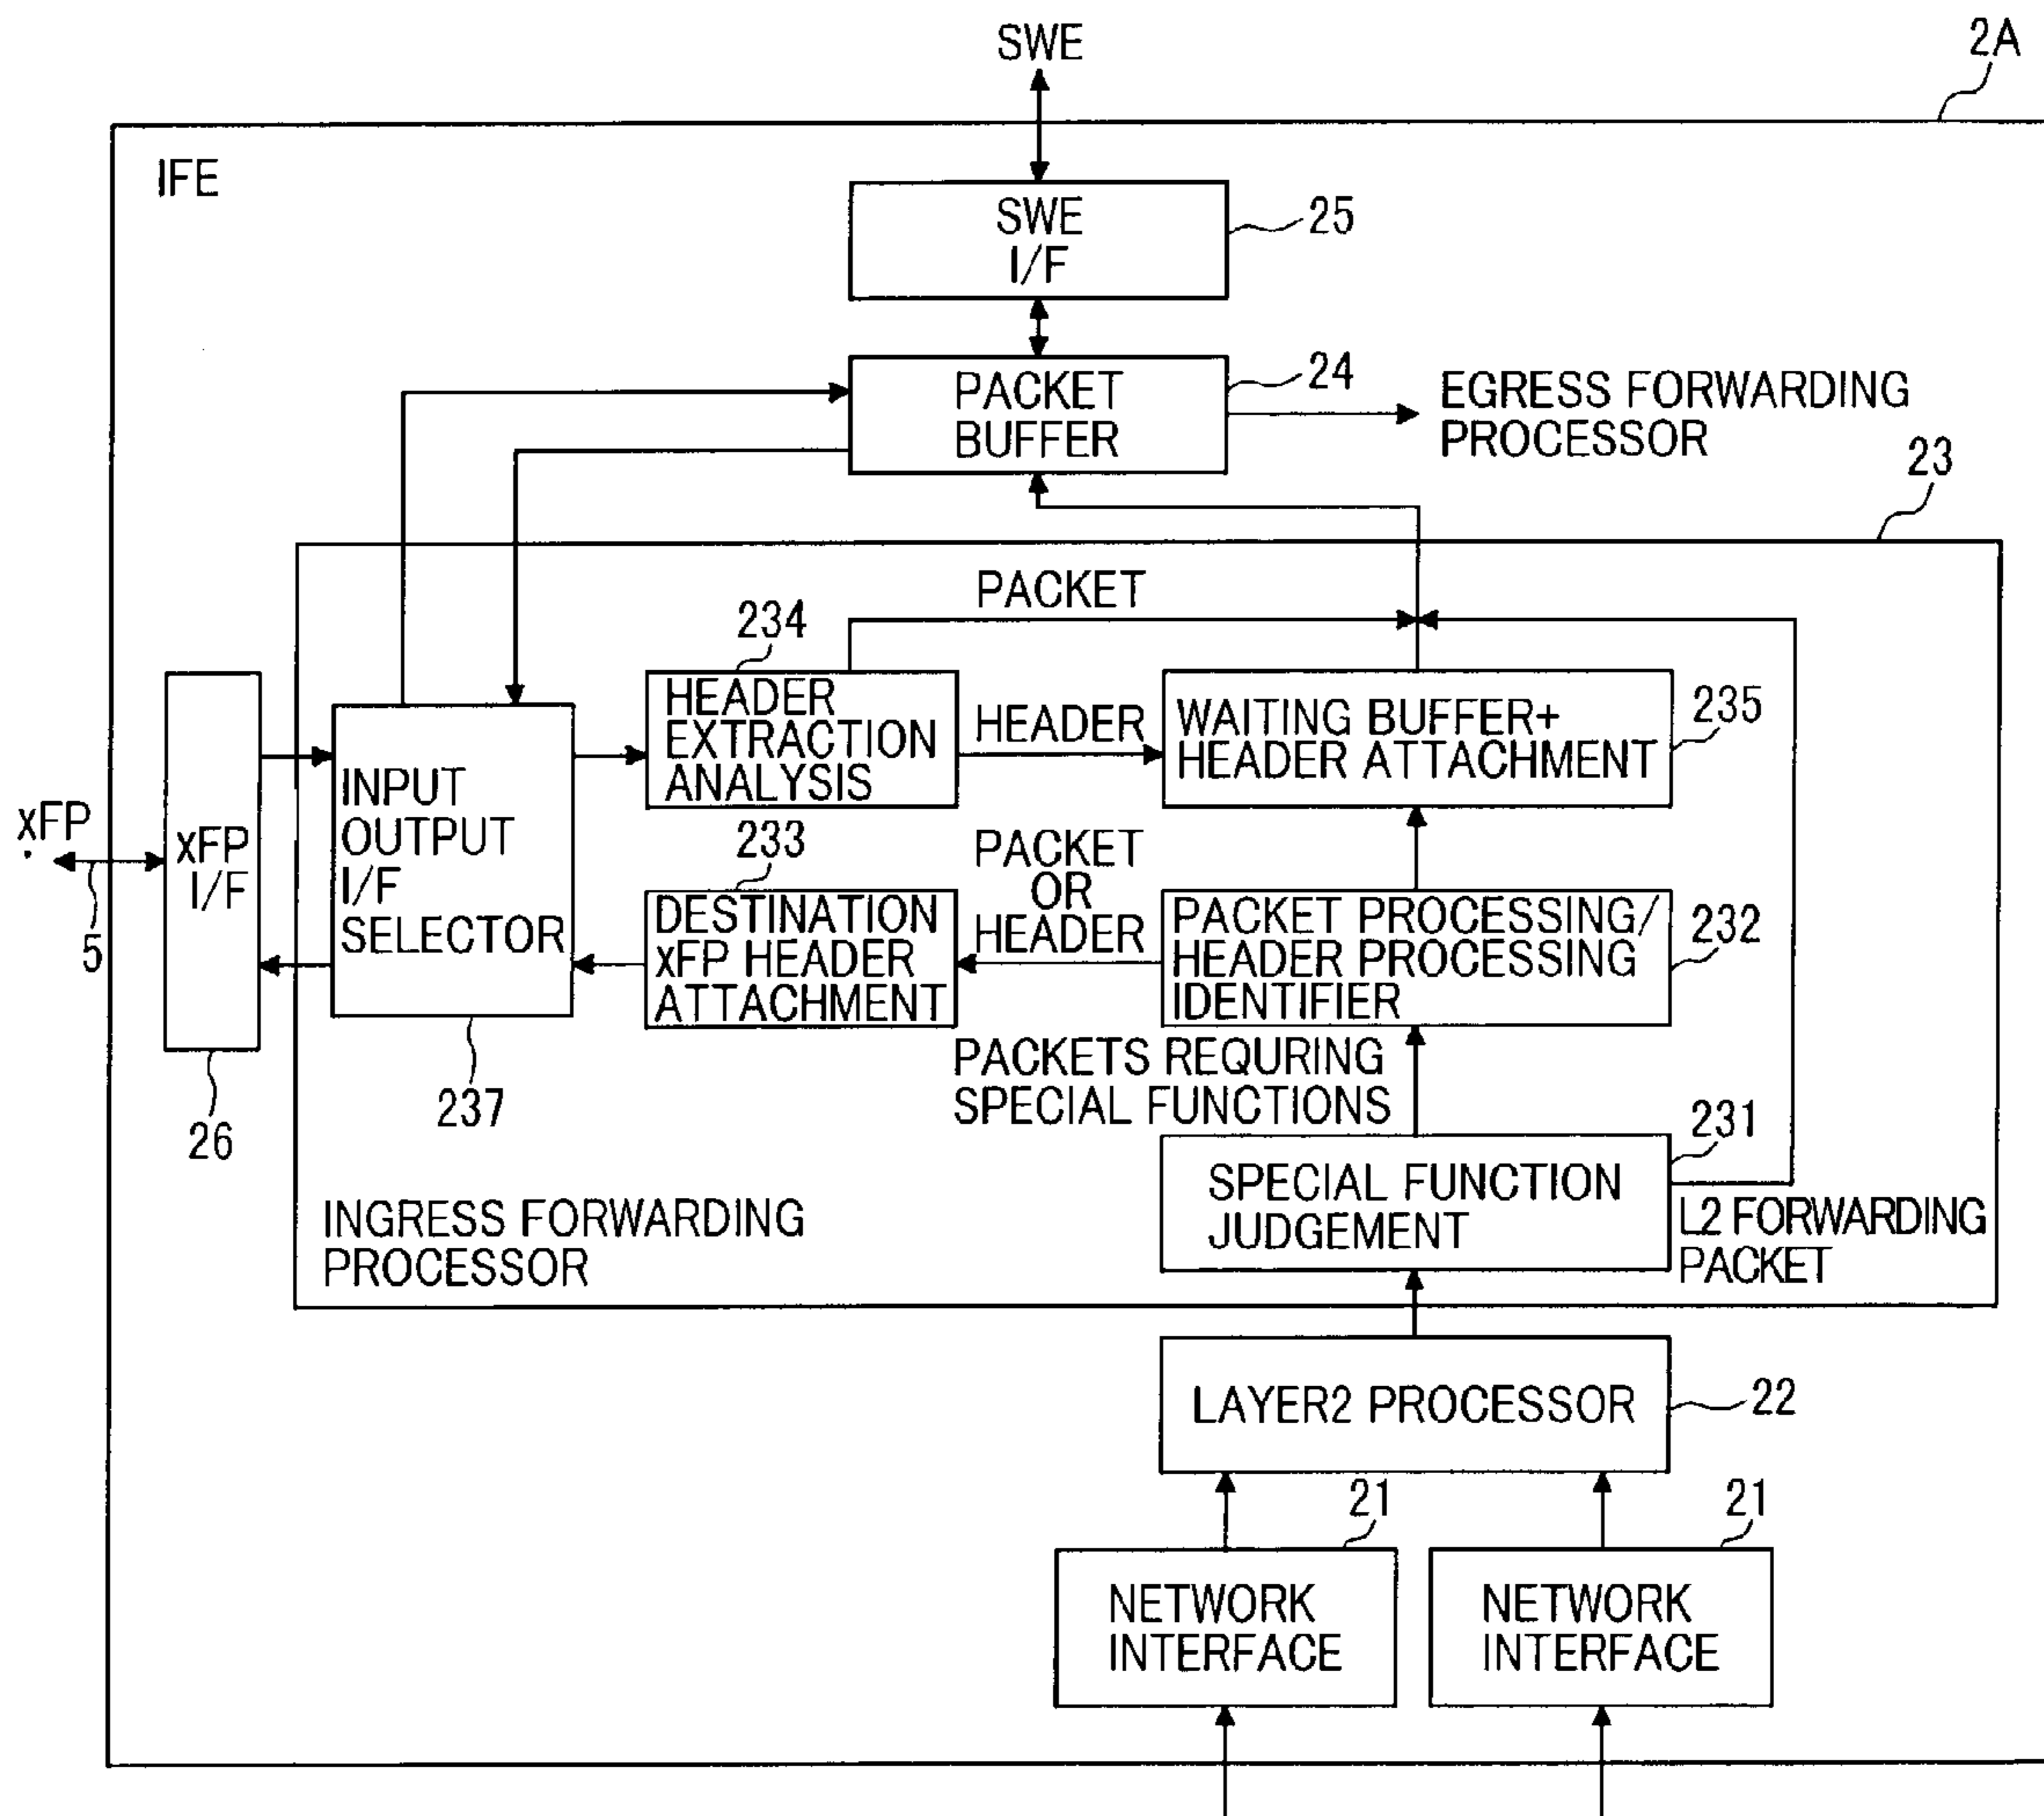 SWE
2A
IFE
SWE
I/F
25
PACKET
BUFFER
24
EGRESS FORWARDING
PROCESSOR
23
PACKET
234
HEADER
EXTRACTION
ANALYSIS
HEADER
WAITING BUFFER+
HEADER ATTACHMENT
235
xFP
5
xFP
I/F
26
INPUT
OUTPUT
I/F
SELECTOR
237
233
DESTINATION
xFP HEADER
ATTACHMENT
PACKET
OR
HEADER
PACKET PROCESSING/
HEADER PROCESSING
IDENTIFIER
232
PACKETS REQURING
SPECIAL FUNCTIONS
231
SPECIAL FUNCTION
JUDGEMENT
L2 FORWARDING
PACKET
INGRESS FORWARDING
PROCESSOR
LAYER2 PROCESSOR
22
21
21
NETWORK
INTERFACE
NETWORK
INTERFACE